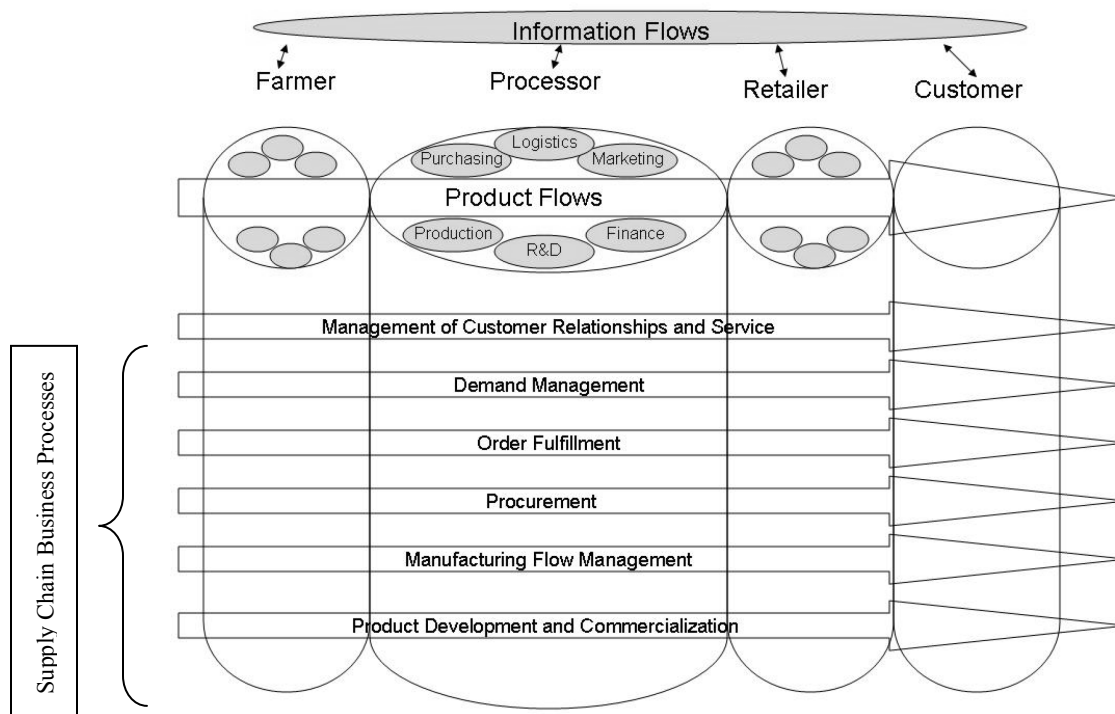 Information Flows
Farmer
Processor
Retailer
Customer
Logistics
Purchasing
Marketing
Product Flows
Production
Finance
R&D
Management of Customer Relationships and Service
Demand Management
Order Fulfillment
Procurement
Manufacturing Flow Management
Product Development and Commercialization
Supply Chain Business Processes